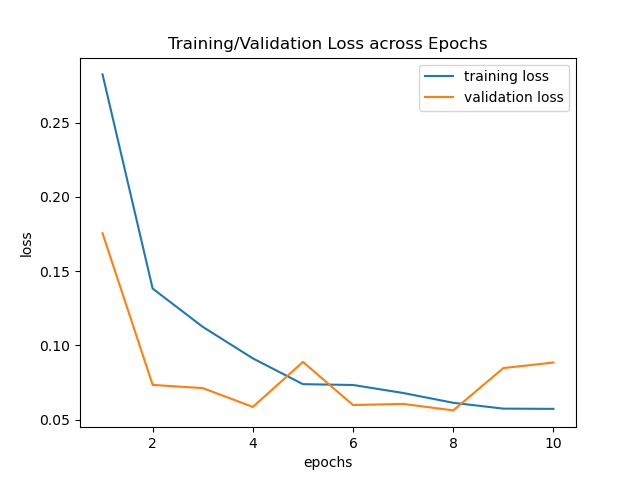 Training/Validation Loss across Epochs
training loss
validation loss
0.25
0.20
0.15
0.10
0.05
loss
2
4
6
8
10
epochs